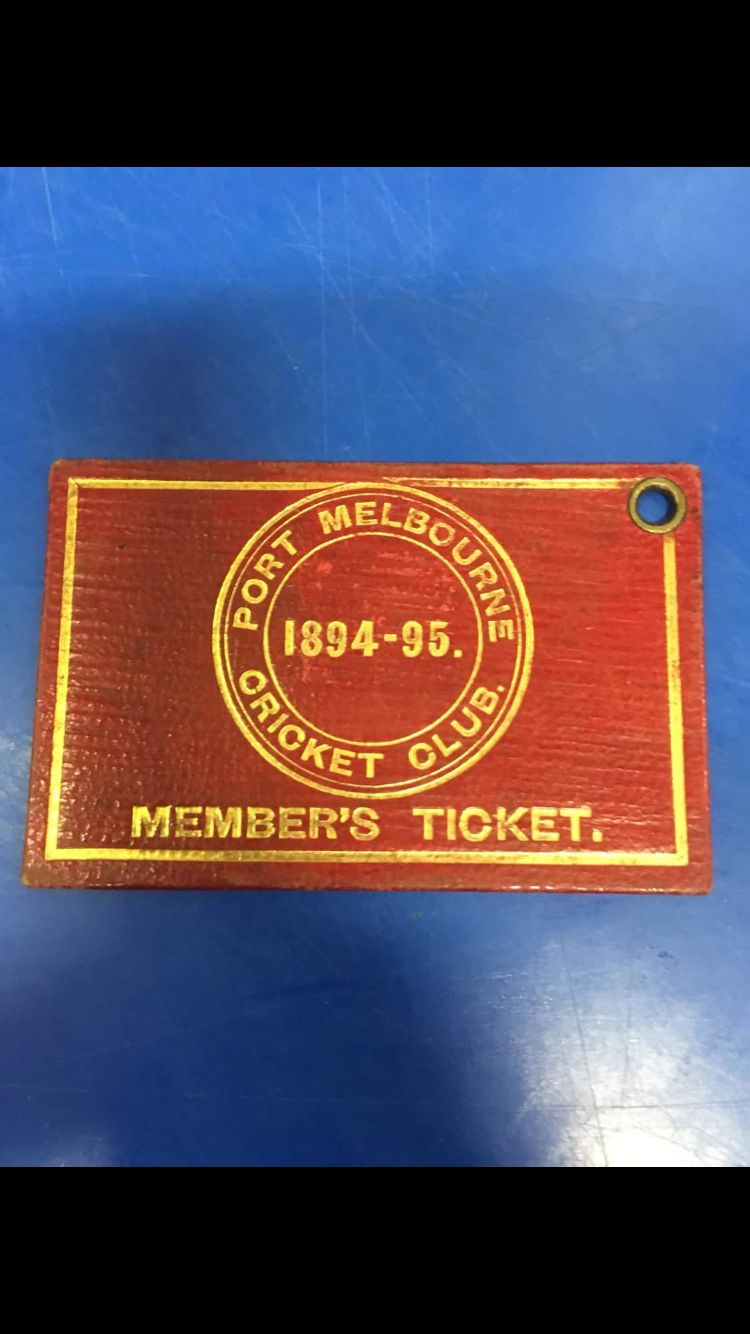 PORT MELBOURNE
1894-95.
CRICKET CLUB.
MEMBER'S TICKET.